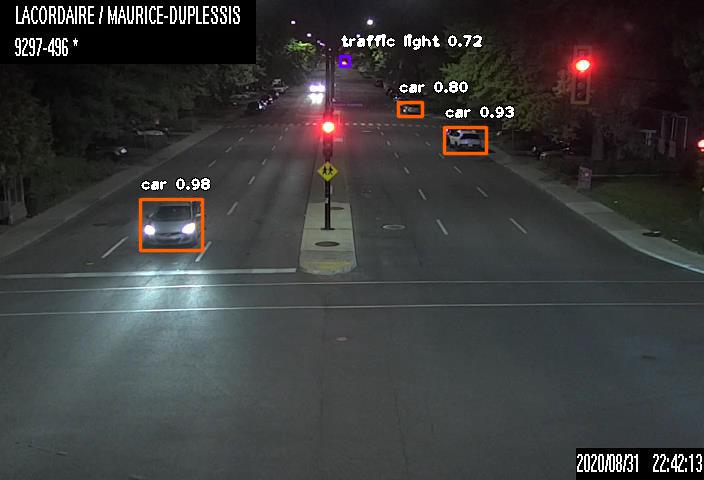 LACORDAIRE / MAURICE-DUPLESSIS
9297-496 *
traffic light 0.72
car 0.80
car 0.93
car 0.98
2020/08/31 22:42:13